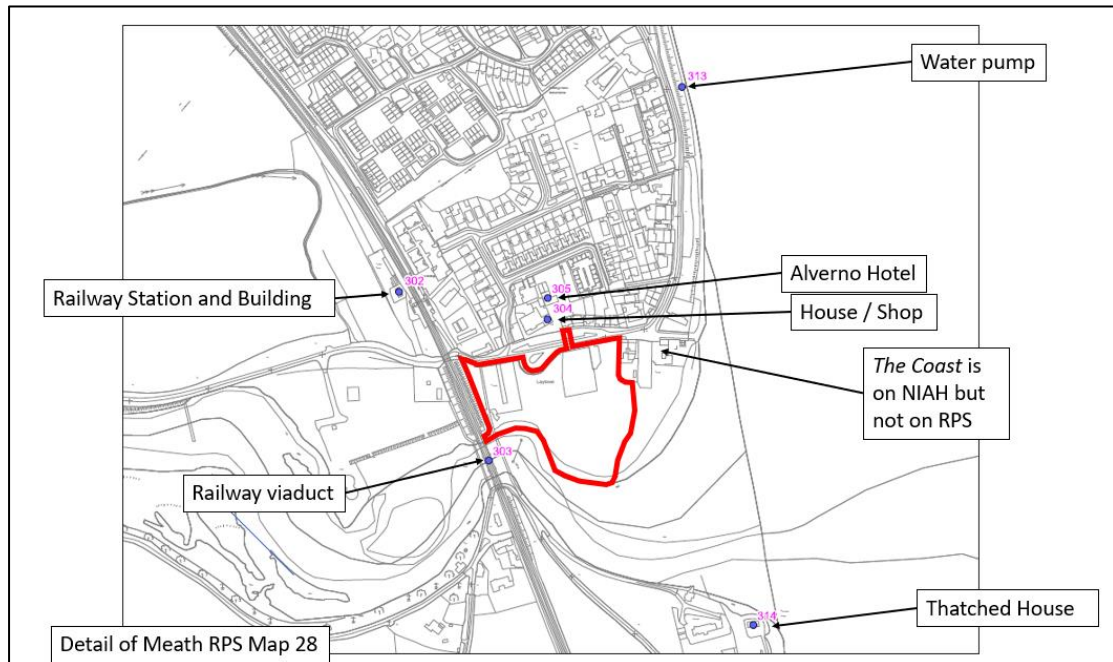 313
Water pump
302
Railway Station and Building
305
Alverno Hotel
304
House / Shop
The Coast is
on NIAH but
not on RPS
Laytown
303
Railway viaduct
314
Thatched House
Detail of Meath RPS Map 28